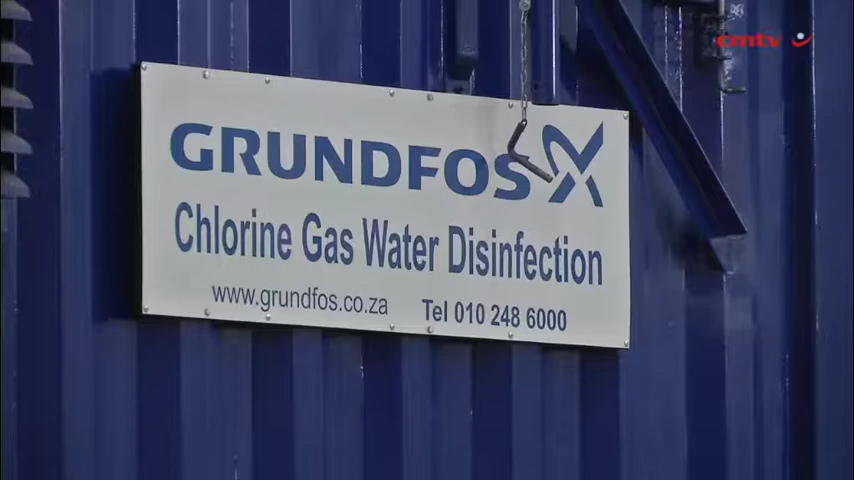 cmtv
GRUNDFOS
Chlorine Gas Water Disinfection
www.grundfos.co.za Tel 010 248 6000